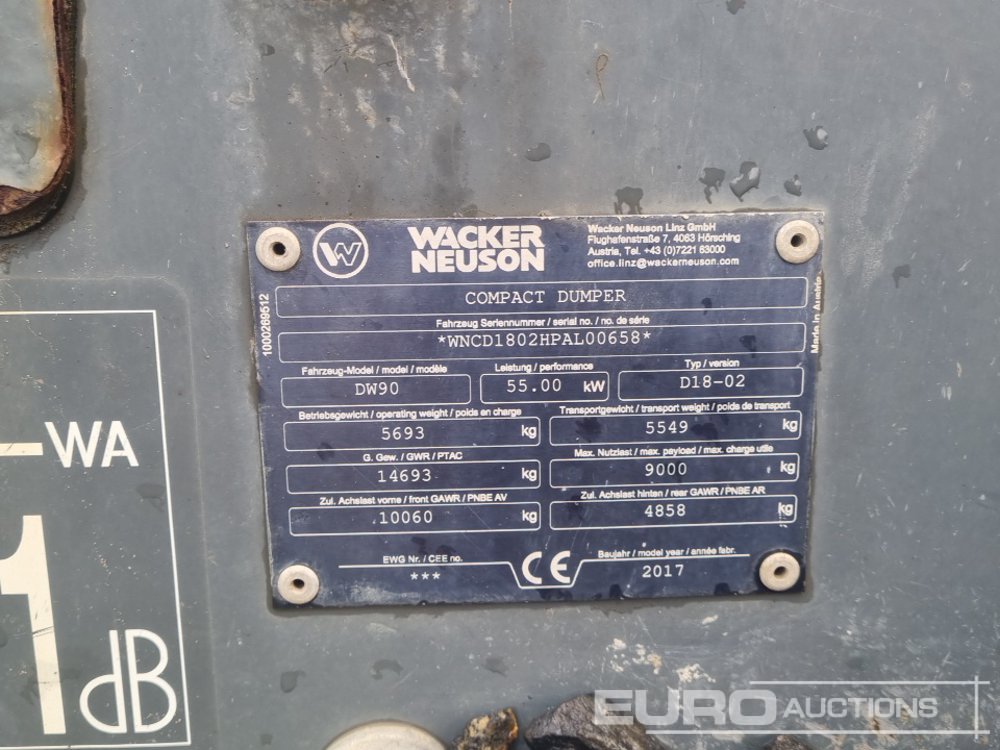 WACKER
NEUSON
Wacker Neuson Linz GmbH
Flughafenstraße 7, 4063 Hörsching
Austria, Tel. +43 (0)7221 63000
office.linz@wackerneuson.com
1000269512
Made in Austria
COMPACT DUMPER
Fahrzeug Seriennummer / serial no. / no. de série
*WNCD1802HPAL00658*
Fahrzeug-Model / model / modèle
Leistung / performance
Typ / version
DW90
55.00 kW
D18-02
Betriebsgewicht / operating weight / poids en charge
Transportgewicht / transport weight / poids de transport
5693 kg
5549 kg
G. Gew. / GWR / PTAC
Max. Nutzlast / max. payload / max. charge utile
14693 kg
9000 kg
Zul. Achslast vorne / front GAWR / PNBE AV
Zul. Achslast hinten / rear GAWR / PNBE AR
10060 kg
4858 kg
EWG Nr. / CEE no.
***
CE
Baujahr / model year / année fabr.
2017
WA
1
dB
EURO AUCTIONS